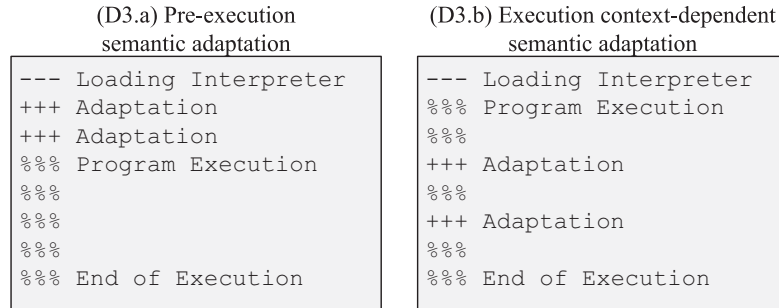 (D3.a) Pre-execution
semantic adaptation
--- Loading Interpreter
+++ Adaptation
+++ Adaptation
%%% Program Execution
%%%
%%%
%%%
%%% End of Execution
(D3.b) Execution context-dependent
semantic adaptation
--- Loading Interpreter
%%% Program Execution
%%%
+++ Adaptation
%%%
+++ Adaptation
%%%
%%% End of Execution